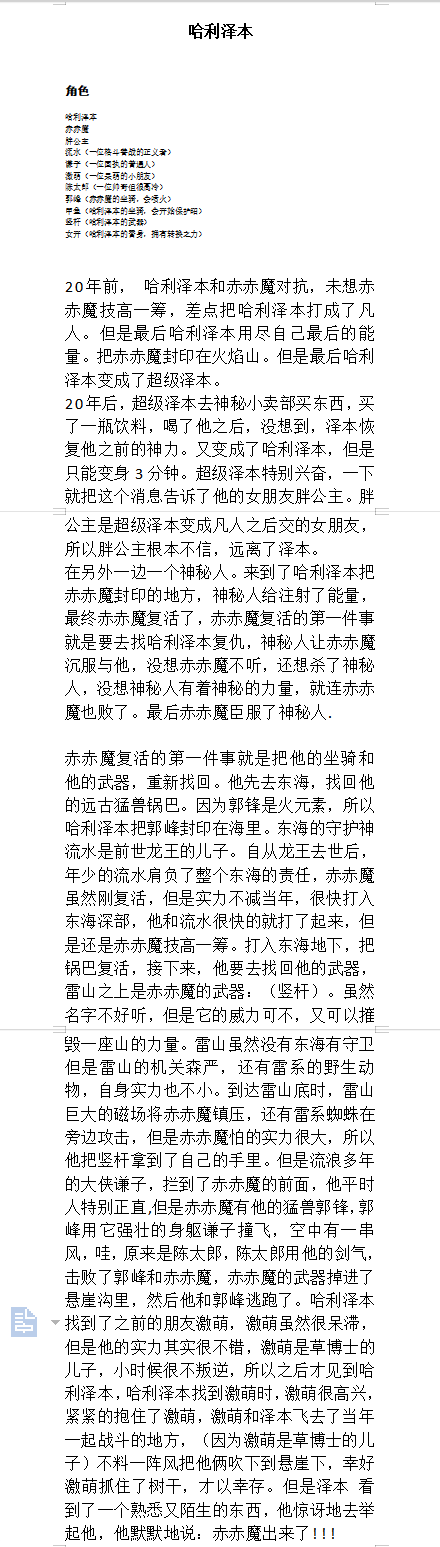 哈利泽本
角色
哈利泽本
赤赤魔
胖公主
流水（一位格斗善战的正义者）
谦子（一位固执的普通人）
激萌（一位呆萌的小朋友）
陈太郎（一位帅哥但很高冷）
郭峰（赤赤魔的坐骑，会喷火）
甲鱼（哈利泽本的坐骑，会开始保护哈）
竖杆（哈利泽本的武器）
女开（哈利泽本的替身，拥有转换之力）
20年前， 哈利泽本和赤赤魔对抗，未想赤
赤魔技高一筹，差点把哈利泽本打成了凡
人。但是最后哈利泽本用尽自己最后的能
量。把赤赤魔封印在火焰山。但是最后哈利
泽本变成了超级泽本。
20年后，超级泽本去神秘小卖部买东西，买
了一瓶饮料，喝了他之后，没想到，泽本恢
复他之前的神力。又变成了哈利泽本，但是
只能变身3分钟。超级泽本特别兴奋，一下
就把这个消息告诉了他的女朋友胖公主。胖
公主是超级泽本变成凡人之后交的女朋友，
所以胖公主根本不信，远离了泽本。
在另外一边一个神秘人。来到了哈利泽本把
赤赤魔封印的地方，神秘人给注射了能量，
最终赤赤魔复活了，赤赤魔复活的第一件事
就是要去找哈利泽本复仇，神秘人让赤赤魔
沉服与他，没想赤赤魔不听，还想杀了神秘
人，没想神秘人有着神秘的力量，就连赤赤
魔也败了。最后赤赤魔臣服了神秘人.
赤赤魔复活的第一件事就是把他的坐骑和
他的武器，重新找回。他先去东海，找回他
的远古猛兽锅巴。因为郭锋是火元素，所以
哈利泽本把郭峰封印在海里。东海的守护神
流水是前世龙王的儿子。自从龙王去世后，
年少的流水肩负了整个东海的责任，赤赤魔
虽然刚复活，但是实力不减当年，很快打入
东海深部，他和流水很快的就打了起来，但
是还是赤赤魔技高一筹。打入东海地下，把
锅巴复活，接下来，他要去找回他的武器，
雷山之上是赤赤魔的武器：（竖杆）。虽然
名字不好听，但是它的威力可不，又可以摧
毁一座山的力量。雷山虽然没有东海有守卫
但是雷山的机关森严，还有雷系的野生动
物，自身实力也不小。到达雷山底时，雷山
巨大的磁场将赤赤魔镇压，还有雷系蜘蛛在
旁边攻击，但是赤赤魔怕的实力很大，所以
他把竖杆拿到了自己的手里。但是流浪多年
的大侠谦子，拦到了赤赤魔的前面，他平时
人特别正直,但是赤赤魔有他的猛兽郭锋,郭
峰用它强壮的身躯谦子撞飞，空中有一串
风，哇，原来是陈太郎，陈太郎用他的剑气，
击败了郭峰和赤赤魔，赤赤魔的武器掉进了
悬崖沟里，然后他和郭峰逃跑了。哈利泽本
找到了之前的朋友激萌，激萌虽然很呆滞，
但是他的实力其实很不错，激萌是草博士的
儿子，小时候很不叛逆，所以之后才见到哈
利泽本，哈利泽本找到激萌时，激萌很高兴，
紧紧的抱住了激萌，激萌和泽本飞去了当年
一起战斗的地方，（因为激萌是草博士的儿
子）不料一阵风把他俩吹下到悬崖下，幸好
激萌抓住了树干，才以幸存。但是泽本 看
到了一个熟悉又陌生的东西，他惊讶地去举
起他，他默默地说：赤赤魔出来了!!!